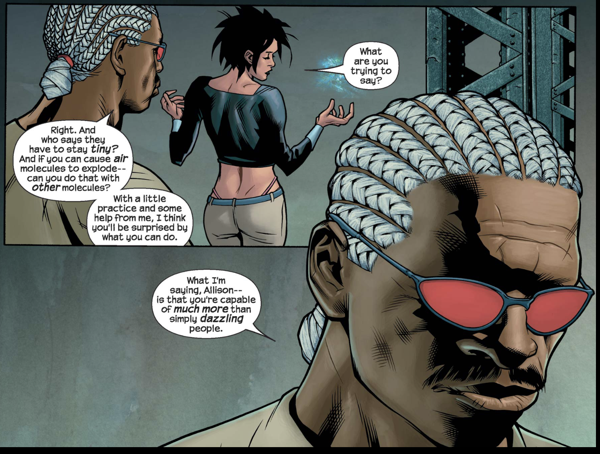 Right. And
who says they
have to stay tiny?
And if you can cause air
molecules to explode--
can you do that with
other molecules?
With a little
practice and some
help from me, I think
you'll be surprised by
what you can do.
What
are you
trying to
say?
What I'm
saying, Allison--
is that you're capable
of much more than
simply dazzling
people.